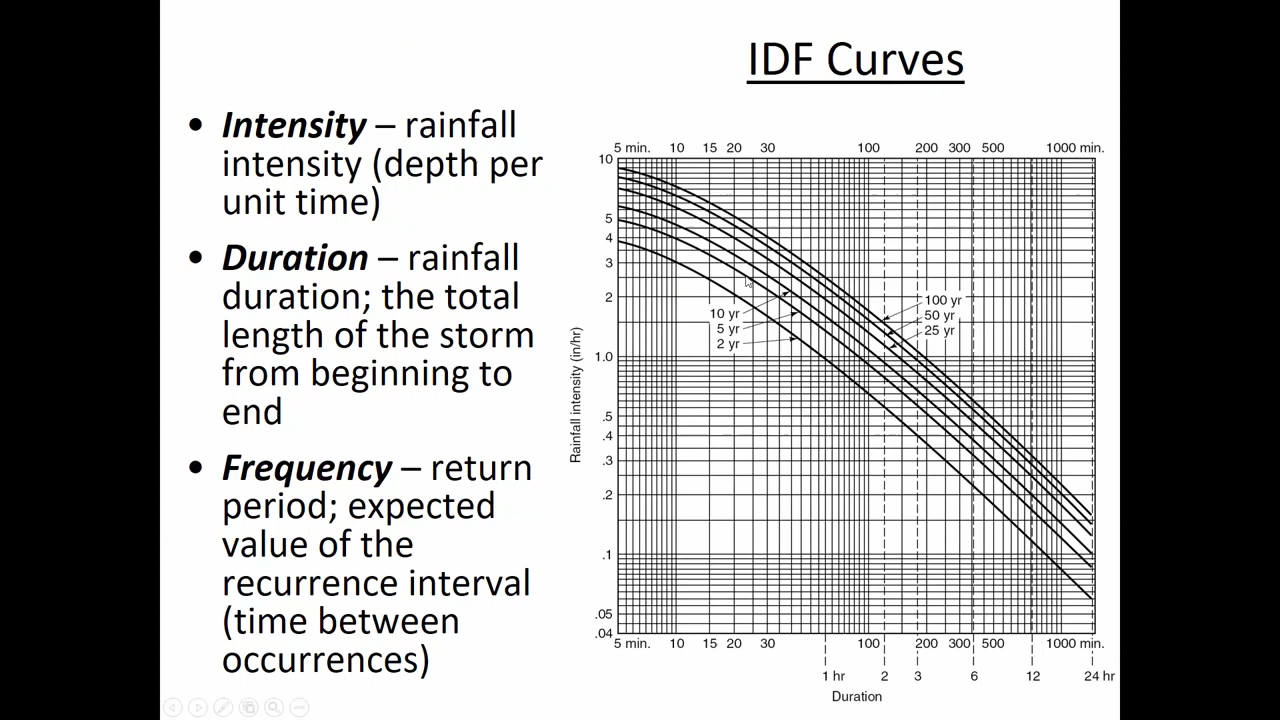 IDF Curves
• Intensity – rainfall
intensity (depth per
unit time)
• Duration – rainfall
duration; the total
length of the storm
from beginning to
end
• Frequency – return
period; expected
value of the
recurrence interval
(time between
occurrences)
5 min. 10 15 20 30 100 200 300 500 1000 min.
10
5
4
3
2
1.0
.5
.4
.3
.2
.1
.05
.04
Rainfall intensity (in/hr)
100 yr
50 yr
25 yr
10 yr
5 yr
2 yr
5 min. 10 15 20 30 100 200 300 500 1000 min.
1 hr 2 3 6 12 24 hr
Duration